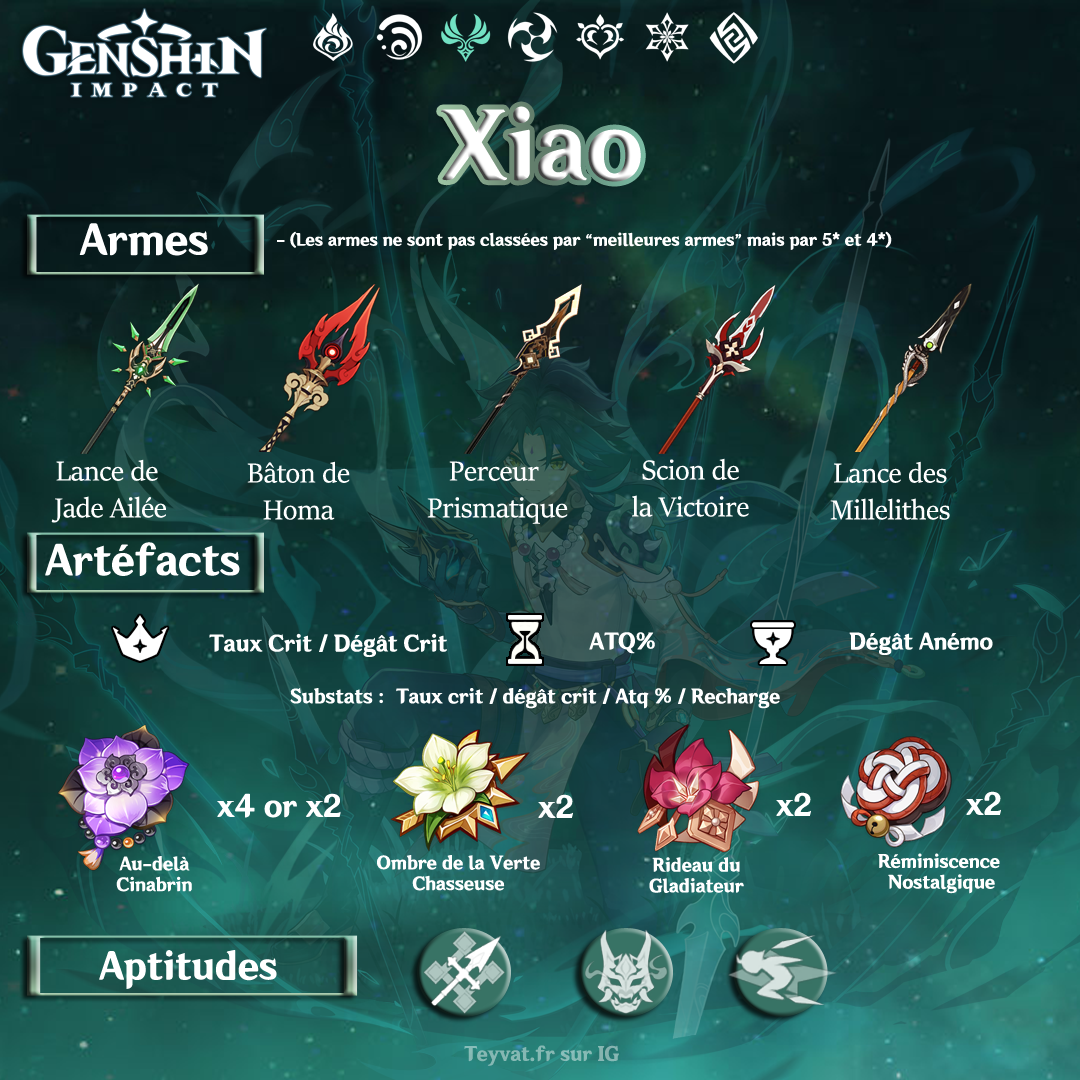 GENSHIN
IMPACT
Xiao
Armes
- (Les armes ne sont pas classées par “meilleures armes” mais par 5* et 4*)
Lance de
Jade Ailée
Bâton de
Homa
Perceur
Prismatique
Scion de
la Victoire
Lance des
Millelithes
Artéfacts
Taux Crit / Dégât Crit
ATQ%
Dégât Anémo
Substats : Taux crit / dégât crit / Atq % / Recharge
x4 or x2
x2
x2
x2
Au-delà
Cinabrin
Ombre de la Verte
Chasseuse
Rideau du
Gladiateur
Réminiscence
Nostalgique
Aptitudes
Teyvat.fr sur IG